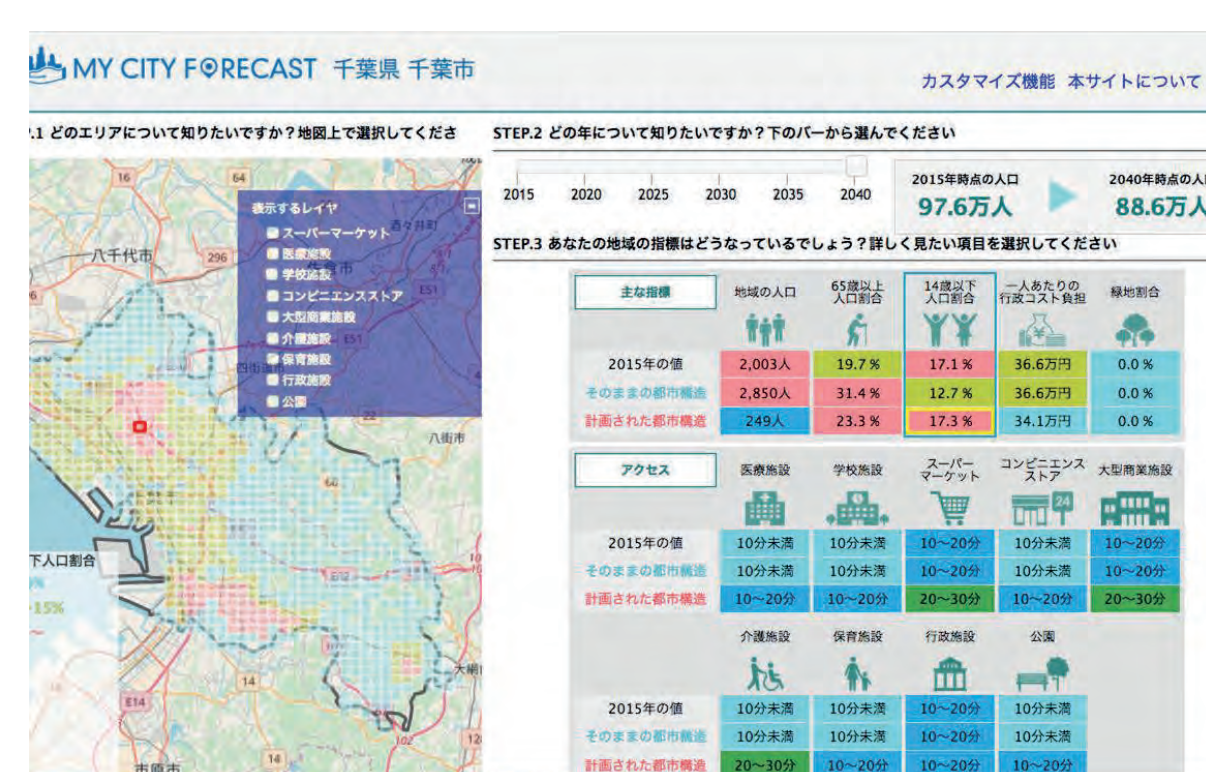 MY CITY FORECAST 千葉県 千葉市
カスタマイズ機能 本サイトについて
.1 どのエリアについて知りたいですか?地図上で選択してくださ
STEP.2 どの年について知りたいですか?下のバーから選んでください
2015 2020 2025 2030 2035 2040
2015年時点の人口
97.6万人
2040年時点の人
88.6万人
STEP.3 あなたの地域の指標はどうなっているでしょう?詳しく見たい項目を選択してください
表示するレイヤ
スーパーマーケット
医療施設
学校施設
コンビニエンスストア
大型商業施設
介護施設
保育施設
行政施設
公園
16
64
八千代市
296
E51
E51
22
八街市
66
E12
下人口割合
15%
14
E14
大網
102
12
14
市原市
主な指標 地域の人口 65歳以上人口割合 14歳以下人口割合 一人あたりの行政コスト負担 緑地割合
2015年の値 2,003人 19.7% 17.1% 36.6万円 0.0%
そのままの都市構造 2,850人 31.4% 12.7% 36.6万円 0.0%
計画された都市構造 249人 23.3% 17.3% 34.1万円 0.0%
アクセス 医療施設 学校施設 スーパーマーケット コンビニエンスストア 大型商業施設
24
2015年の値 10分未満 10分未満 10〜20分 10分未満 10〜20分
そのままの都市構造 10分未満 10分未満 10〜20分 10分未満 10〜20分
計画された都市構造 10〜20分 10〜20分 20〜30分 10〜20分 20〜30分
介護施設 保育施設 行政施設 公園
2015年の値 10分未満 10分未満 10〜20分 10分未満
そのままの都市構造 10分未満 10分未満 10〜20分 10分未満
計画された都市構造 20〜30分 10〜20分 10〜20分 10〜20分